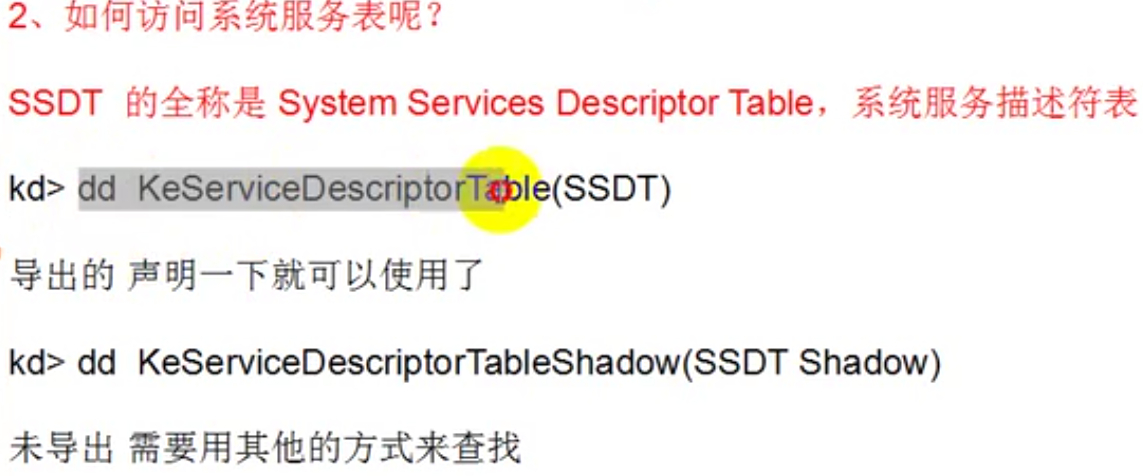 2、如何访问系统服务表呢？
SSDT 的全称是 System Services Descriptor Table，系统服务描述符表
kd> dd KeServiceDescriptorTable(SSDT)
导出的 声明一下就可以使用了
kd> dd KeServiceDescriptorTableShadow(SSDT Shadow)
未导出 需要用其他的方式来查找